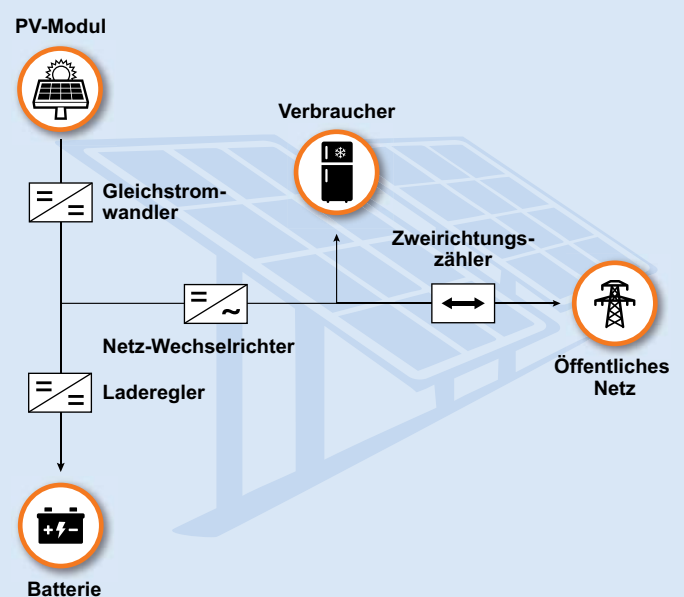 PV-Modul
Verbraucher
Gleichstrom-
wandler
Zweirichtungs-
zähler
Netz-Wechselrichter
Öffentliches
Netz
Laderegler
Batterie